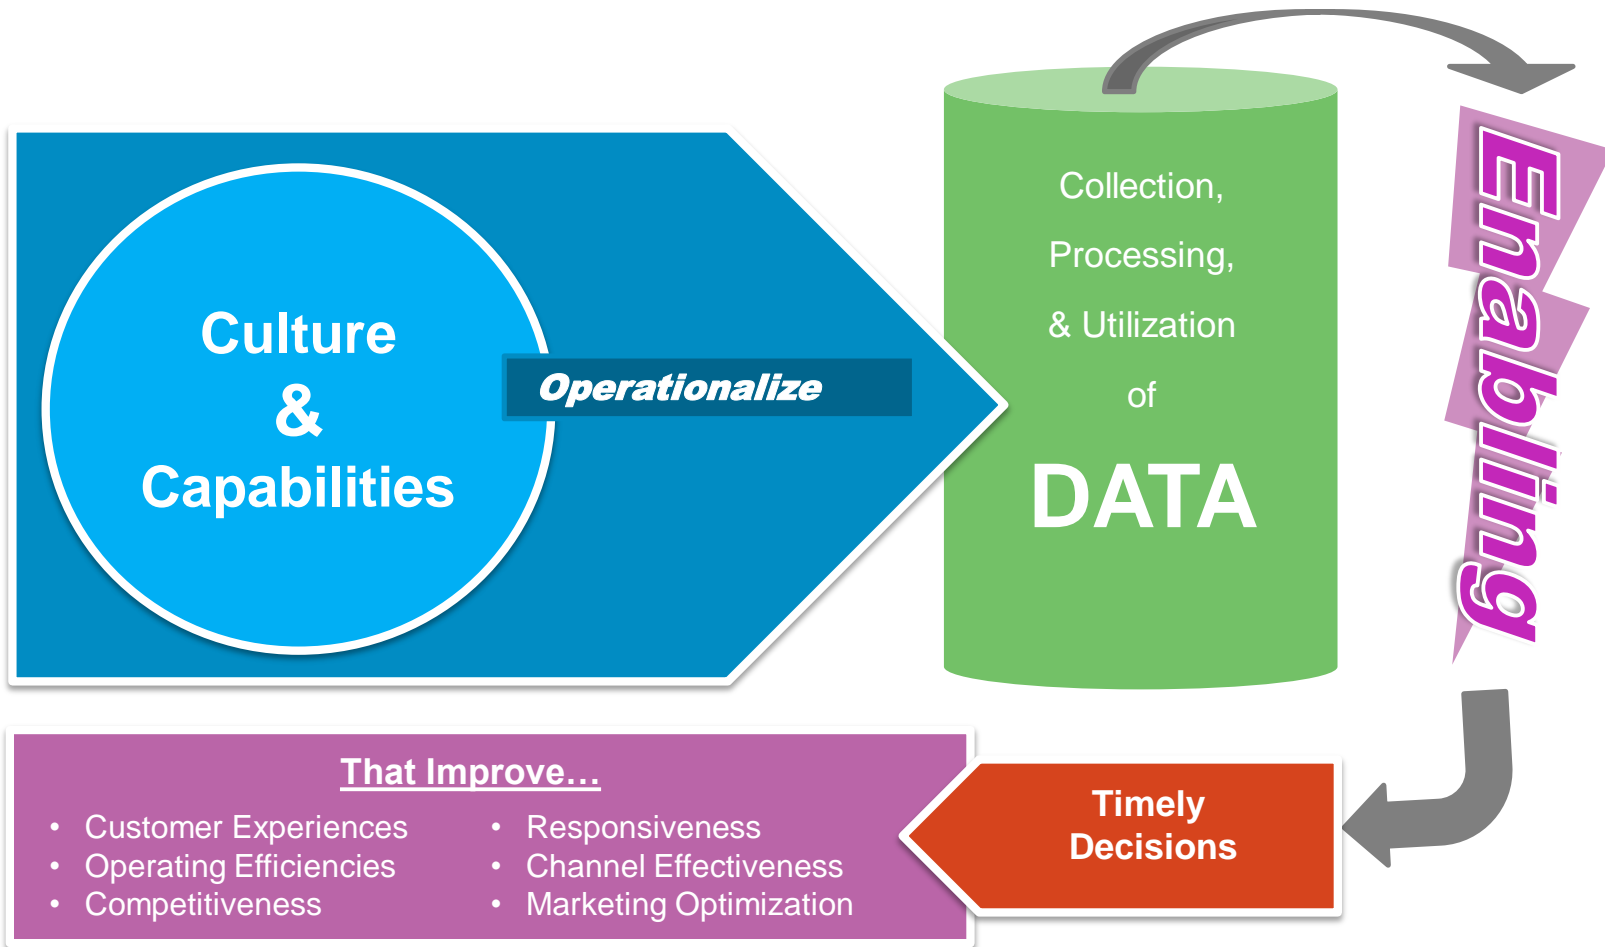 Culture
&
Capabilities
Operationalize
Collection,
Processing,
& Utilization
of
DATA
Enabling
Timely
Decisions
That Improve…
• Customer Experiences
• Operating Efficiencies
• Competitiveness
• Responsiveness
• Channel Effectiveness
• Marketing Optimization